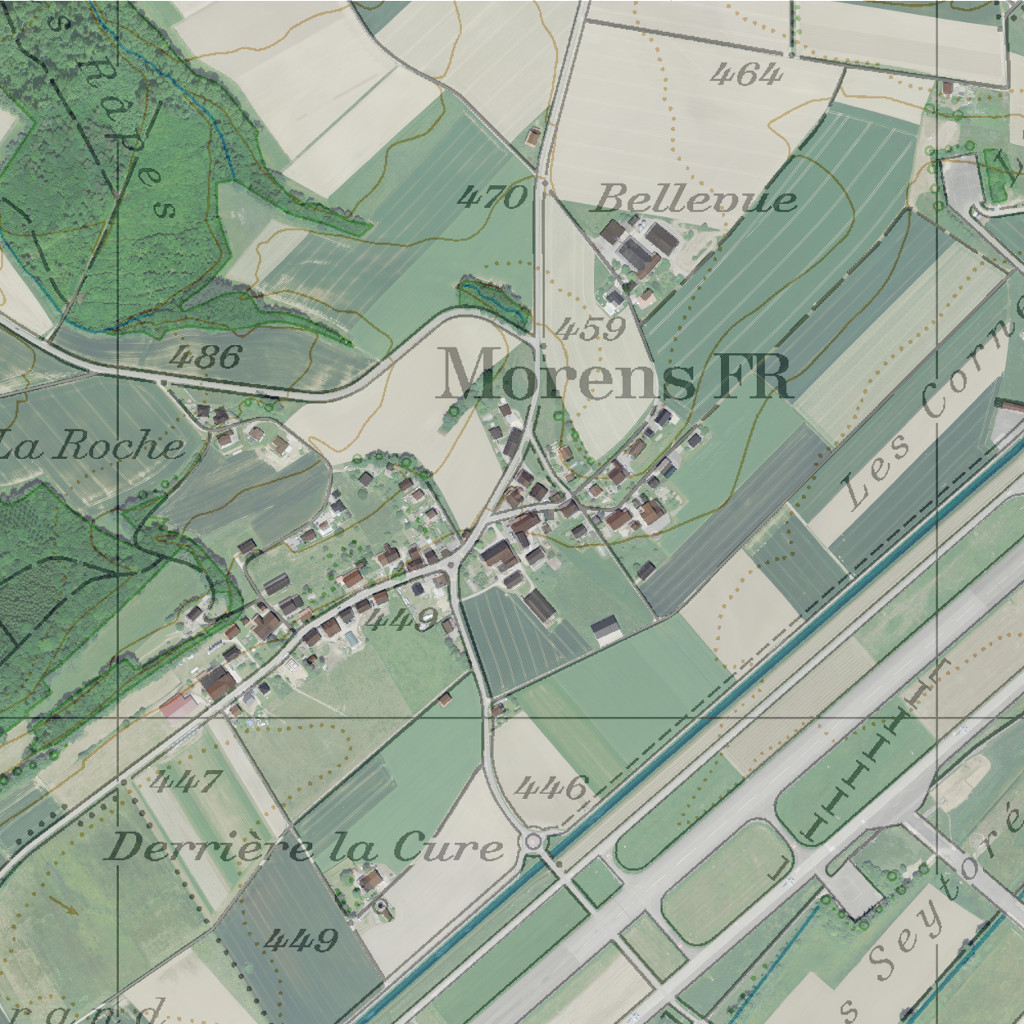 s Râpes
464
470
Bellevue
459
486
Morens FR
Les Corne
La Roche
449
447
446
Derrière la Cure
449
s Seytoré
rand